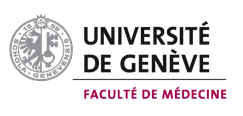 UNIVERSITÉ
DE GENÈVE
FACULTÉ DE MÉDECINE